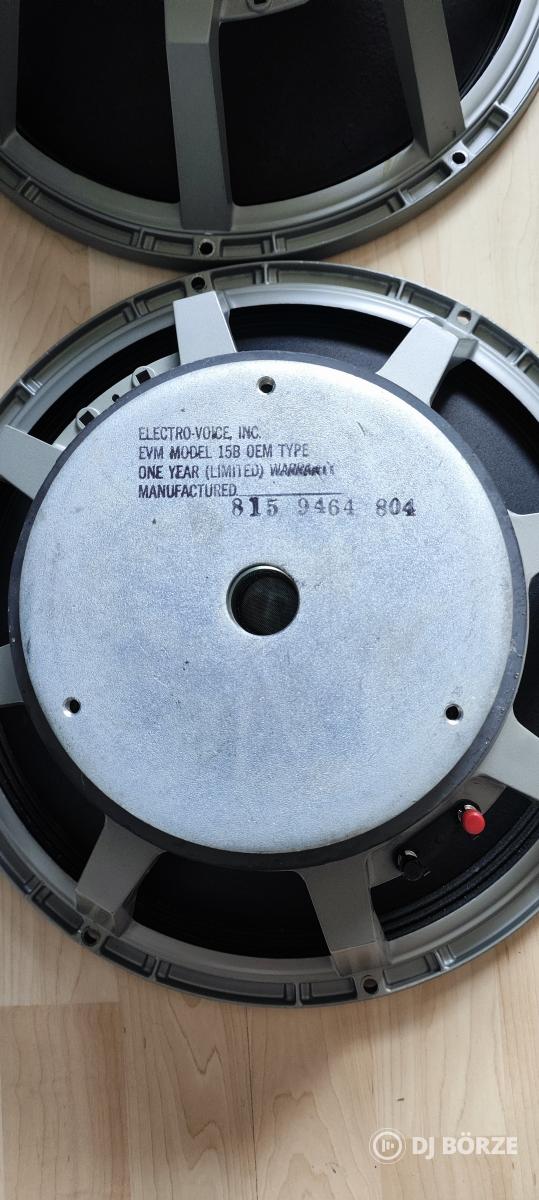 ELECTRO-VOICE, INC.
EVM MODEL 15B OEM TYPE
ONE YEAR (LIMITED) WARRANTY
MANUFACTURED
815 9464 804
DJ BÖRZE